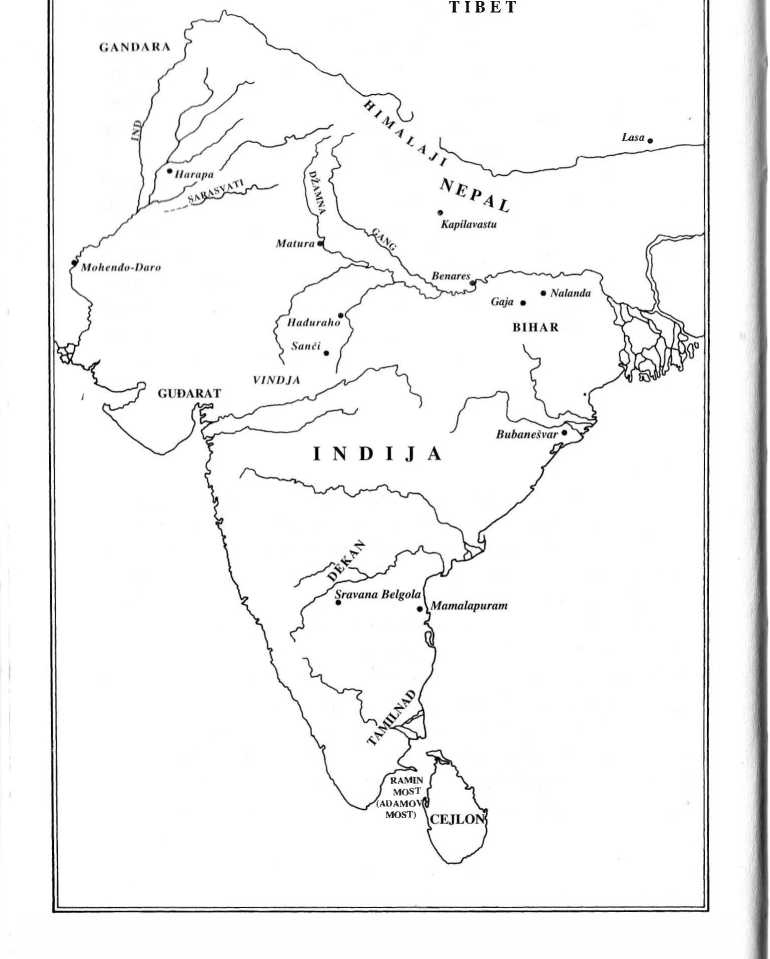 TIBET
GANDARA
HIMALAJI
IND
Lasa
Harapa
SARASVATI
DŽAMNA
NEPAL
Kapilavastu
GANG
Matura
Mohendo-Daro
Benares
Nalanda
Gaja
Haduraho
BIHAR
Sanči
VINDJA
GUĐARAT
Bubanešvar
INDIJA
DEKAN
Sravana Belgola
Mamalapuram
TAMILNAD
RAMIN
MOST
(ADAMOV
MOST)
CEJLON